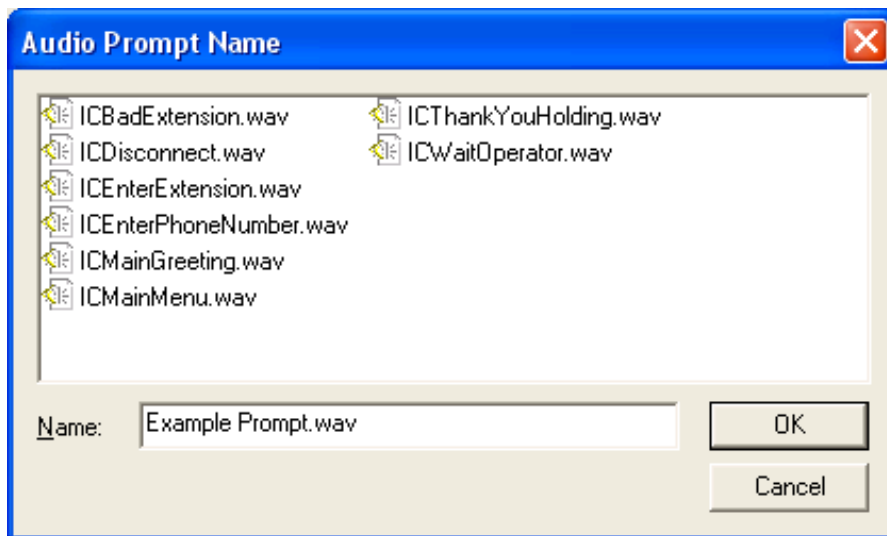 Audio Prompt Name
ICBadExtension.wav
ICDisconnect.wav
ICEnterExtension.wav
ICEnterPhoneNumber.wav
ICMainGreeting.wav
ICMainMenu.wav
ICThankYouHolding.wav
ICWaitOperator.wav
Name: Example Prompt.wav
OK
Cancel